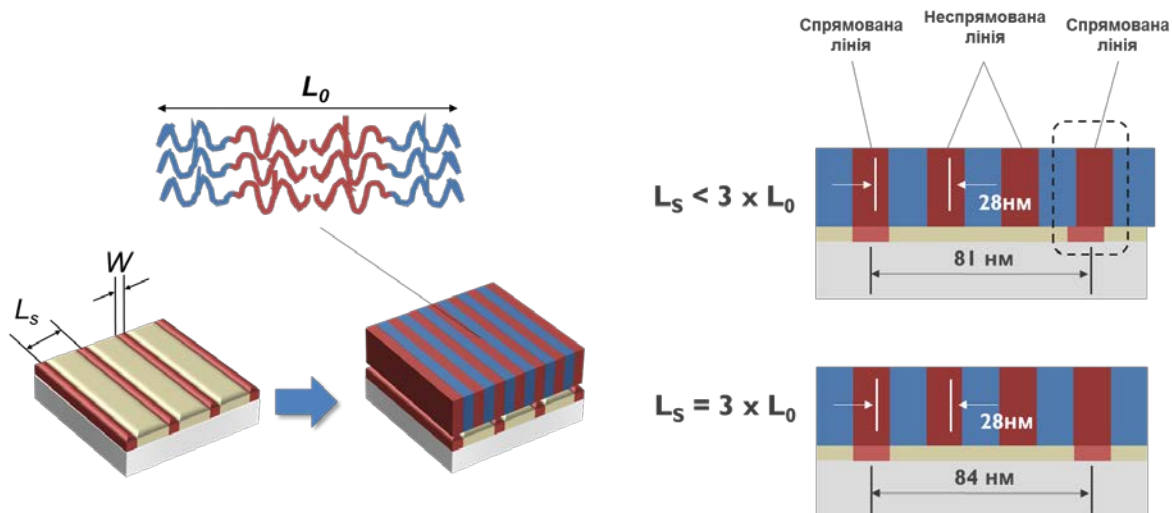 L₀
W
Lₛ
Спрямована
лінія
Неспрямована
лінія
Спрямована
лінія
Lₛ < 3 x L₀
28нм
81 нм
Lₛ = 3 x L₀
28нм
84 нм